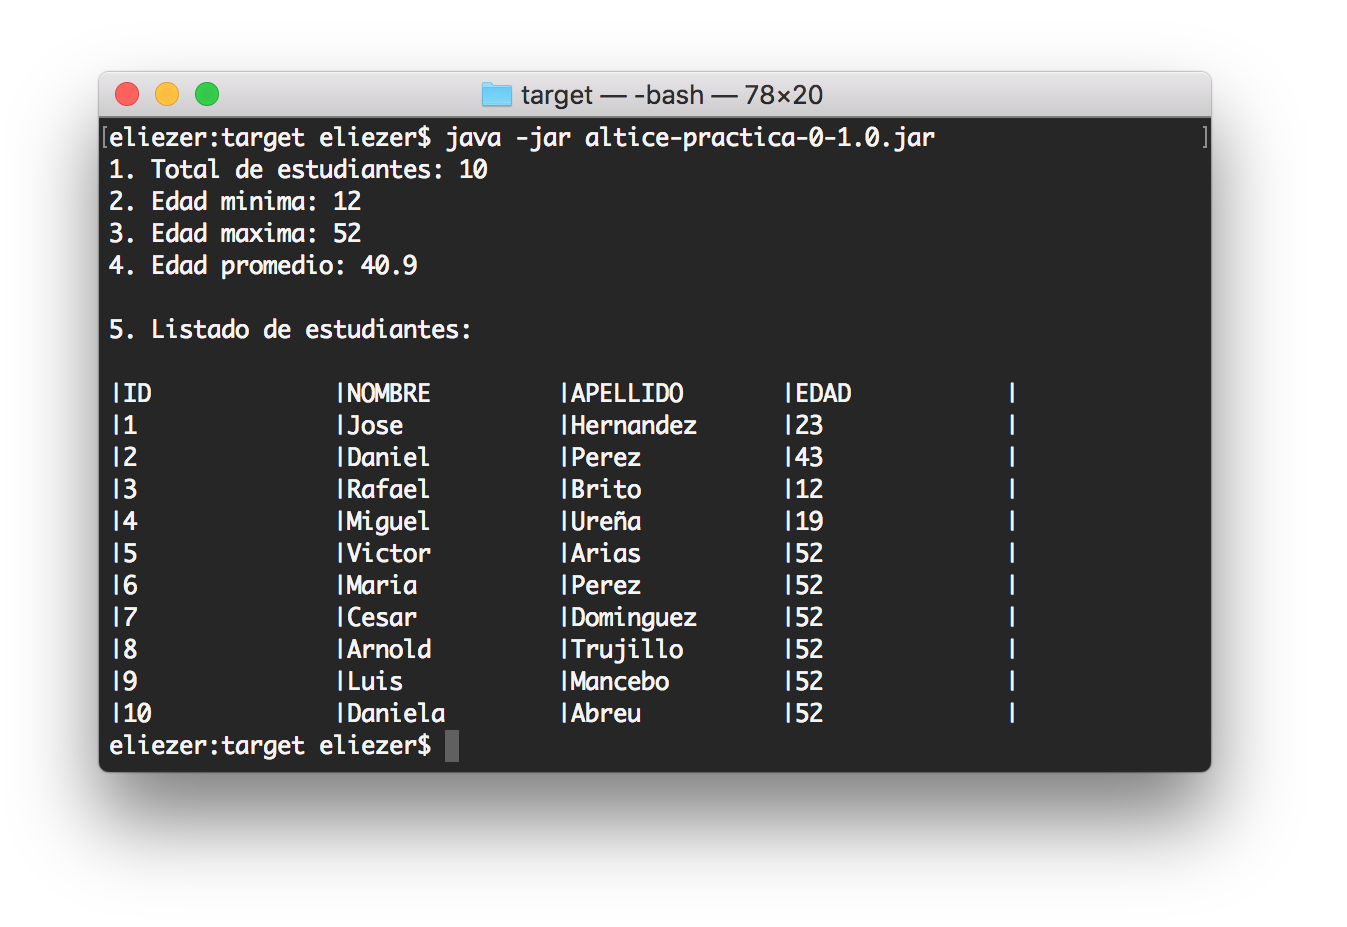 target — -bash — 78×20
[eliezer:target eliezer$ java -jar altice-practica-0-1.0.jar ]
1. Total de estudiantes: 10
2. Edad minima: 12
3. Edad maxima: 52
4. Edad promedio: 40.9
5. Listado de estudiantes:
|ID |NOMBRE |APELLIDO |EDAD |
|1 |Jose |Hernandez |23 |
|2 |Daniel |Perez |43 |
|3 |Rafael |Brito |12 |
|4 |Miguel |Ureña |19 |
|5 |Victor |Arias |52 |
|6 |Maria |Perez |52 |
|7 |Cesar |Dominguez |52 |
|8 |Arnold |Trujillo |52 |
|9 |Luis |Mancebo |52 |
|10 |Daniela |Abreu |52 |
eliezer:target eliezer$